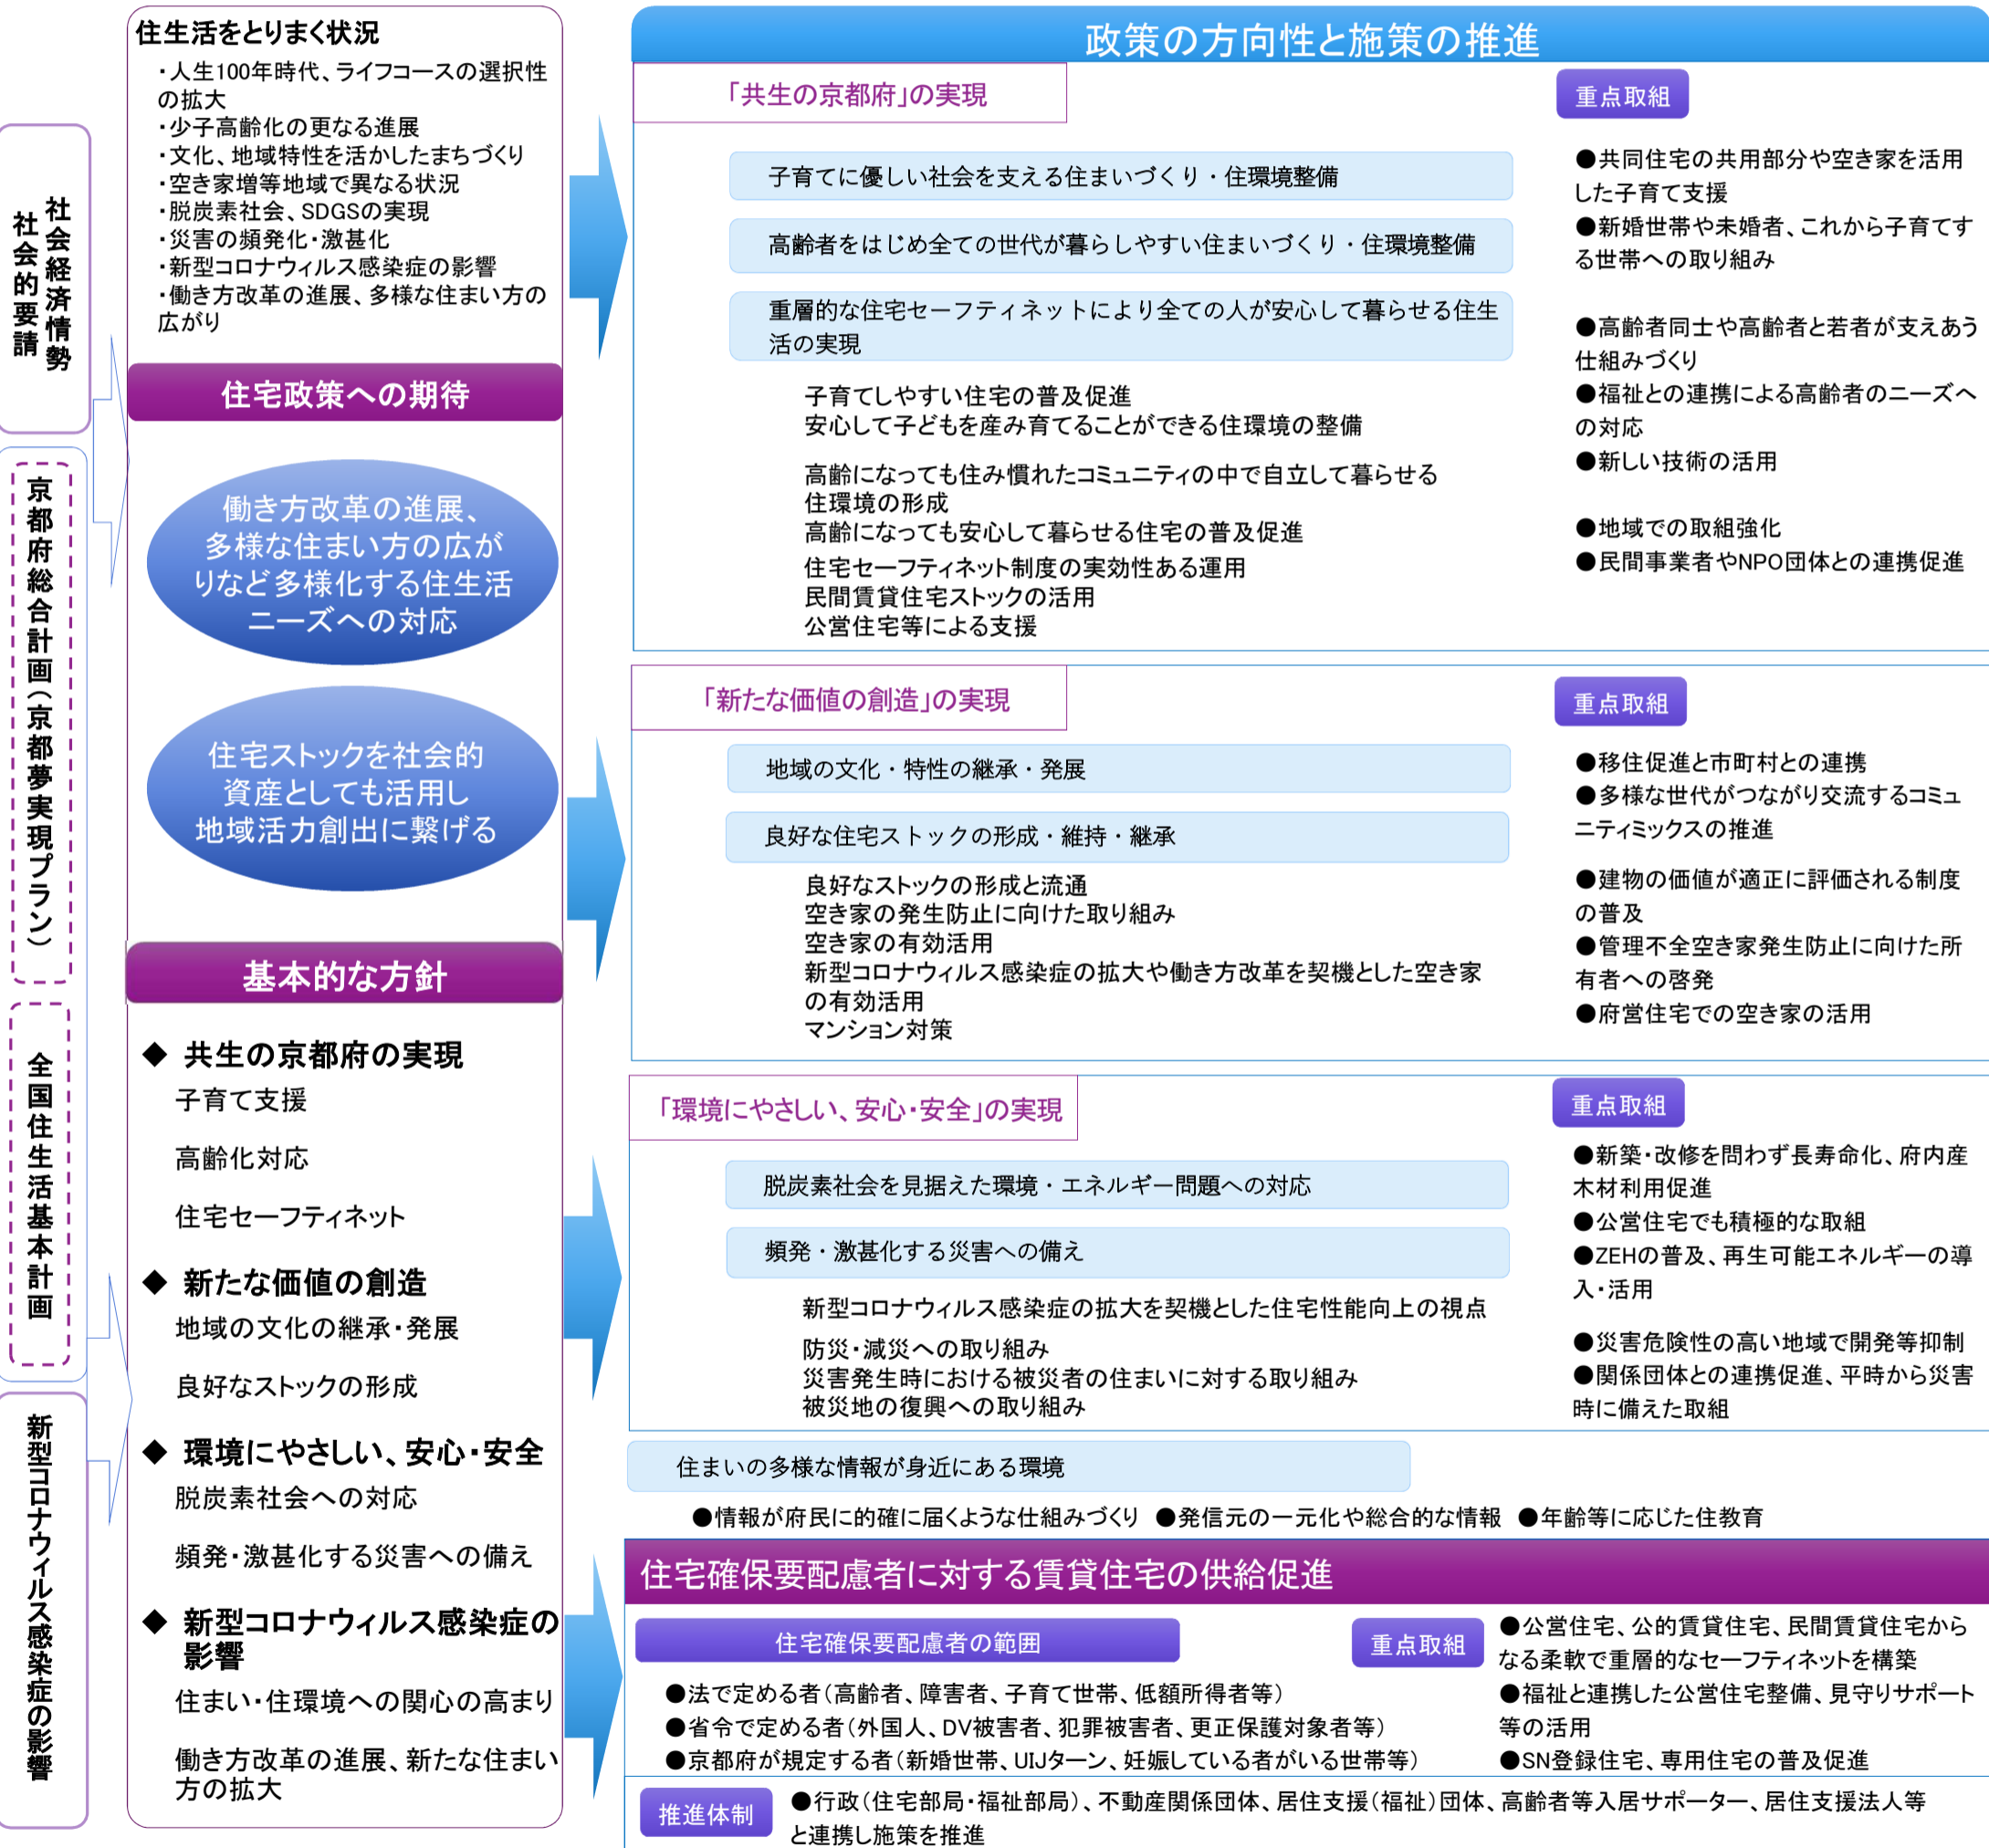 社会経済情勢
社会的要請
京都府総合計画（京都夢実現プラン）
全国住生活基本計画
新型コロナウィルス感染症の影響
住生活をとりまく状況
・人生100年時代、ライフコースの選択性
の拡大
・少子高齢化の更なる進展
・文化、地域特性を活かしたまちづくり
・空き家増等地域で異なる状況
・脱炭素社会、SDGSの実現
・災害の頻発化・激甚化
・新型コロナウィルス感染症の影響
・働き方改革の進展、多様な住まい方の
広がり
住宅政策への期待
働き方改革の進展、
多様な住まい方の広が
りなど多様化する住生活
ニーズへの対応
住宅ストックを社会的
資産としても活用し
地域活力創出に繋げる
基本的な方針
◆ 共生の京都府の実現
子育て支援
高齢化対応
住宅セーフティネット
◆ 新たな価値の創造
地域の文化の継承・発展
良好なストックの形成
◆ 環境にやさしい、安心・安全
脱炭素社会への対応
頻発・激甚化する災害への備え
◆ 新型コロナウィルス感染症の
影響
住まい・住環境への関心の高まり
働き方改革の進展、新たな住まい
方の拡大
政策の方向性と施策の推進
「共生の京都府」の実現
子育てに優しい社会を支える住まいづくり・住環境整備
高齢者をはじめ全ての世代が暮らしやすい住まいづくり・住環境整備
重層的な住宅セーフティネットにより全ての人が安心して暮らせる住生
活の実現
子育てしやすい住宅の普及促進
安心して子どもを産み育てることができる住環境の整備
高齢になっても住み慣れたコミュニティの中で自立して暮らせる
住環境の形成
高齢になっても安心して暮らせる住宅の普及促進
住宅セーフティネット制度の実効性ある運用
民間賃貸住宅ストックの活用
公営住宅等による支援
重点取組
●共同住宅の共用部分や空き家を活用
した子育て支援
●新婚世帯や未婚者、これから子育てす
る世帯への取り組み
●高齢者同士や高齢者と若者が支えあう
仕組みづくり
●福祉との連携による高齢者のニーズへ
の対応
●新しい技術の活用
●地域での取組強化
●民間事業者やNPO団体との連携促進
「新たな価値の創造」の実現
地域の文化・特性の継承・発展
良好な住宅ストックの形成・維持・継承
良好なストックの形成と流通
空き家の発生防止に向けた取り組み
空き家の有効活用
新型コロナウィルス感染症の拡大や働き方改革を契機とした空き家
の有効活用
マンション対策
重点取組
●移住促進と市町村との連携
●多様な世代がつながり交流するコミュ
ニティミックスの推進
●建物の価値が適正に評価される制度
の普及
●管理不全空き家発生防止に向けた所
有者への啓発
●府営住宅での空き家の活用
「環境にやさしい、安心・安全」の実現
脱炭素社会を見据えた環境・エネルギー問題への対応
頻発・激甚化する災害への備え
新型コロナウィルス感染症の拡大を契機とした住宅性能向上の視点
防災・減災への取り組み
災害発生時における被災者の住まいに対する取り組み
被災地の復興への取り組み
重点取組
●新築・改修を問わず長寿命化、府内産
木材利用促進
●公営住宅でも積極的な取組
●ZEHの普及、再生可能エネルギーの導
入・活用
●災害危険性の高い地域で開発等抑制
●関係団体との連携促進、平時から災害
時に備えた取組
住まいの多様な情報が身近にある環境
●情報が府民に的確に届くような仕組みづくり ●発信元の一元化や総合的な情報 ●年齢等に応じた住教育
住宅確保要配慮者に対する賃貸住宅の供給促進
住宅確保要配慮者の範囲
●法で定める者（高齢者、障害者、子育て世帯、低額所得者等）
●省令で定める者（外国人、DV被害者、犯罪被害者、更正保護対象者等）
●京都府が規定する者（新婚世帯、UIJターン、妊娠している者がいる世帯等）
重点取組
●公営住宅、公的賃貸住宅、民間賃貸住宅から
なる柔軟で重層的なセーフティネットを構築
●福祉と連携した公営住宅整備、見守りサポート
等の活用
●SN登録住宅、専用住宅の普及促進
推進体制
●行政（住宅部局・福祉部局）、不動産関係団体、居住支援（福祉）団体、高齢者等入居サポーター、居住支援法人等
と連携し施策を推進